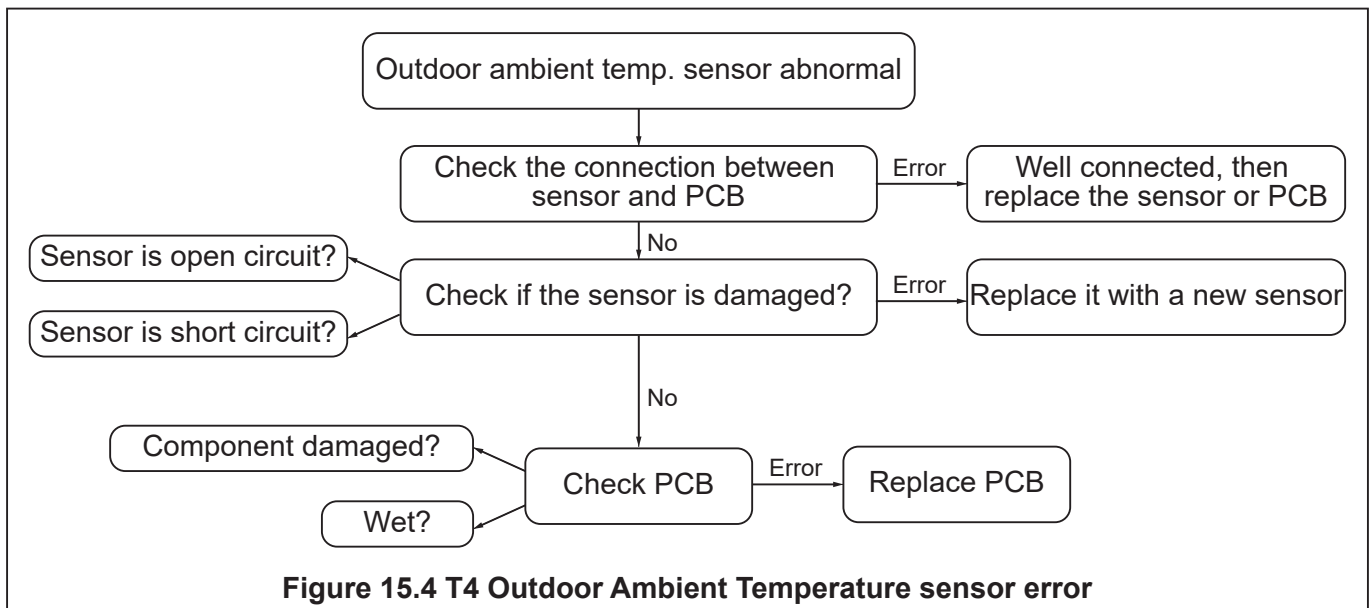 Outdoor ambient temp. sensor abnormal
Check the connection between
sensor and PCB
Error
Well connected, then
replace the sensor or PCB
No
Sensor is open circuit?
Sensor is short circuit?
Check if the sensor is damaged?
Error
Replace it with a new sensor
No
Component damaged?
Wet?
Check PCB
Error
Replace PCB
Figure 15.4 T4 Outdoor Ambient Temperature sensor error